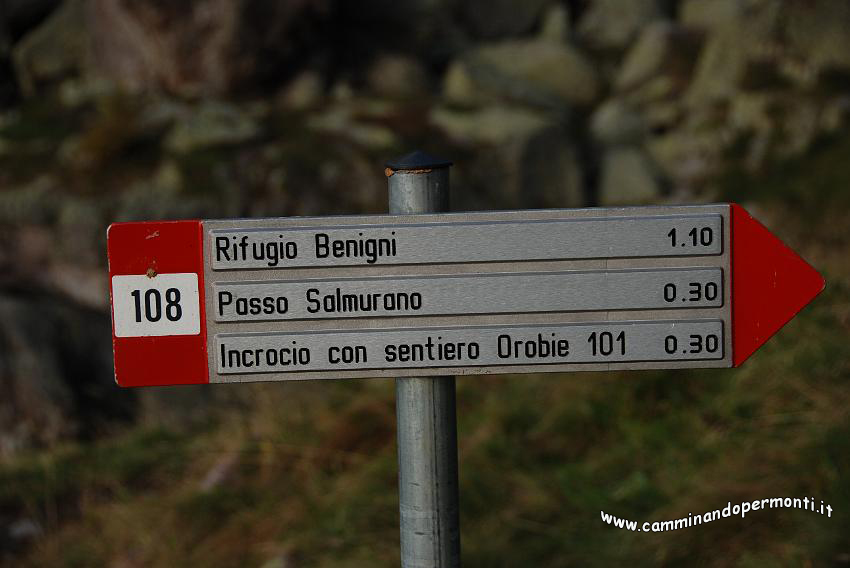 108
Rifugio Benigni 1.10
Passo Salmurano 0.30
Incrocio con sentiero Orobie 101 0.30
www.camminandopermonti.it